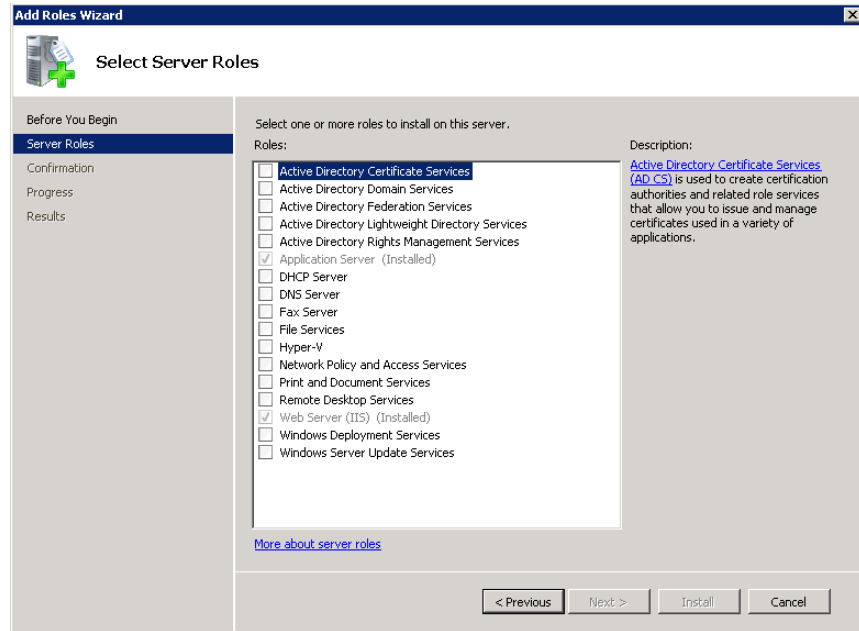 Add Roles Wizard
Select Server Roles
Before You Begin
Server Roles
Confirmation
Progress
Results
Select one or more roles to install on this server.
Roles:
Active Directory Certificate Services
Active Directory Domain Services
Active Directory Federation Services
Active Directory Lightweight Directory Services
Active Directory Rights Management Services
Application Server (Installed)
DHCP Server
DNS Server
Fax Server
File Services
Hyper-V
Network Policy and Access Services
Print and Document Services
Remote Desktop Services
Web Server (IIS) (Installed)
Windows Deployment Services
Windows Server Update Services
More about server roles
Description:
Active Directory Certificate Services
(AD CS) is used to create certification
authorities and related role services
that allow you to issue and manage
certificates used in a variety of
applications.
< Previous
Next >
Install
Cancel